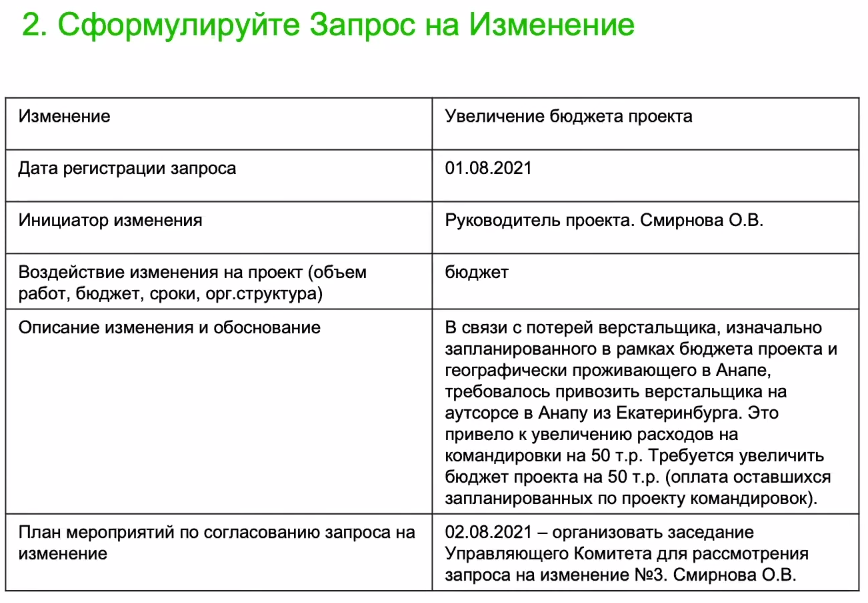 2. Сформулируйте Запрос на Изменение
Изменение
Увеличение бюджета проекта
Дата регистрации запроса
01.08.2021
Инициатор изменения
Руководитель проекта. Смирнова О.В.
Воздействие изменения на проект (объем
работ, бюджет, сроки, орг.структура)
бюджет
Описание изменения и обоснование
В связи с потерей верстальщика, изначально
запланированного в рамках бюджета проекта и
географически проживающего в Анапе,
требовалось привозить верстальщика на
аутсорсе в Анапу из Екатеринбурга. Это
привело к увеличению расходов на
командировки на 50 т.р. Требуется увеличить
бюджет проекта на 50 т.р. (оплата оставшихся
запланированных по проекту командировок).
План мероприятий по согласованию запроса на
изменение
02.08.2021 – организовать заседание
Управляющего Комитета для рассмотрения
запроса на изменение №3. Смирнова О.В.